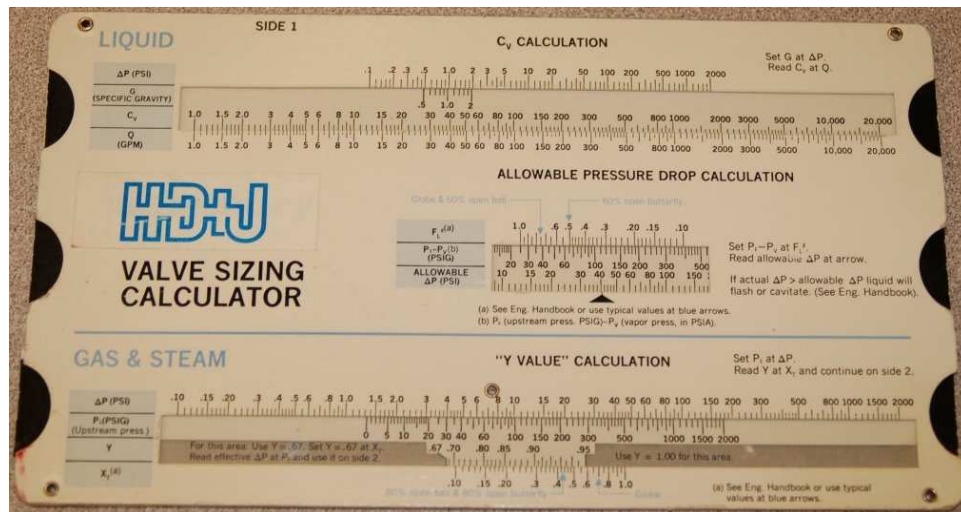 LIQUID
SIDE 1
Cv CALCULATION
Set G at ΔP.
Read Cv at Q.
ΔP (PSI)
.1 .2 .3 .5 1.0 2 3 5 10 20 50 100 200 500 1000 2000
G
(SPECIFIC GRAVITY)
.5 1.0 2
Cv
1.0 1.5 2.0 3 4 5 6 8 10 15 20 30 40 50 60 80 100 150 200 300 500 800 1000 2000 3000 5000 10,000 20,000
Q
(GPM)
1.0 1.5 2.0 3 4 5 6 8 10 15 20 30 40 50 60 80 100 150 200 300 500 800 1000 2000 3000 5000 10,000 20,000
ALLOWABLE PRESSURE DROP CALCULATION
Globe & 60% open ball
60% open butterfly
HD&J
FL²(a)
1.0 .6 .5 .4 .3 .20 .15 .10
P₁–Pv(b)
(PSIG)
20 30 40 60 100 150 200 300 500
ALLOWABLE
ΔP (PSI)
10 15 20 30 40 50 60 80 100 150
Set P₁–Pv at FL².
Read allowable ΔP at arrow.
If actual ΔP > allowable ΔP liquid will
flash or cavitate. (See Eng. Handbook).
VALVE SIZING
CALCULATOR
(a) See Eng. Handbook or use typical values at blue arrows.
(b) P₁ (upstream press. PSIG)–Pv (vapor press, in PSIA).
GAS & STEAM
"Y VALUE" CALCULATION
Set P₁ at ΔP.
Read Y at XT and continue on side 2.
ΔP (PSI)
.10 .15 .20 .3 .4 .5 .6 .8 1.0 1.5 2.0 3 4 5 6 8 10 15 20 30 40 60 80 100 150 200 300 400 600 800 1000 1500 2000
P₁(PSIG)
(Upstream press.)
0 5 10 20 30 40 60 100 150 200 300 500 1000 1500 2000
Y
For this area: Use Y=.67. Set Y=.67 at XT.
Read effective ΔP at P₁ and use it on side 2.
.67 .70 .80 .85 .90 .95
Use Y = 1.00 for this area
XT(a)
.10 .15 .20 .3 .4 .5 .6 .8 1.0
60% open ball & 60% open butterfly
Globe
(a) See Eng. Handbook or use typical
values at blue arrows.